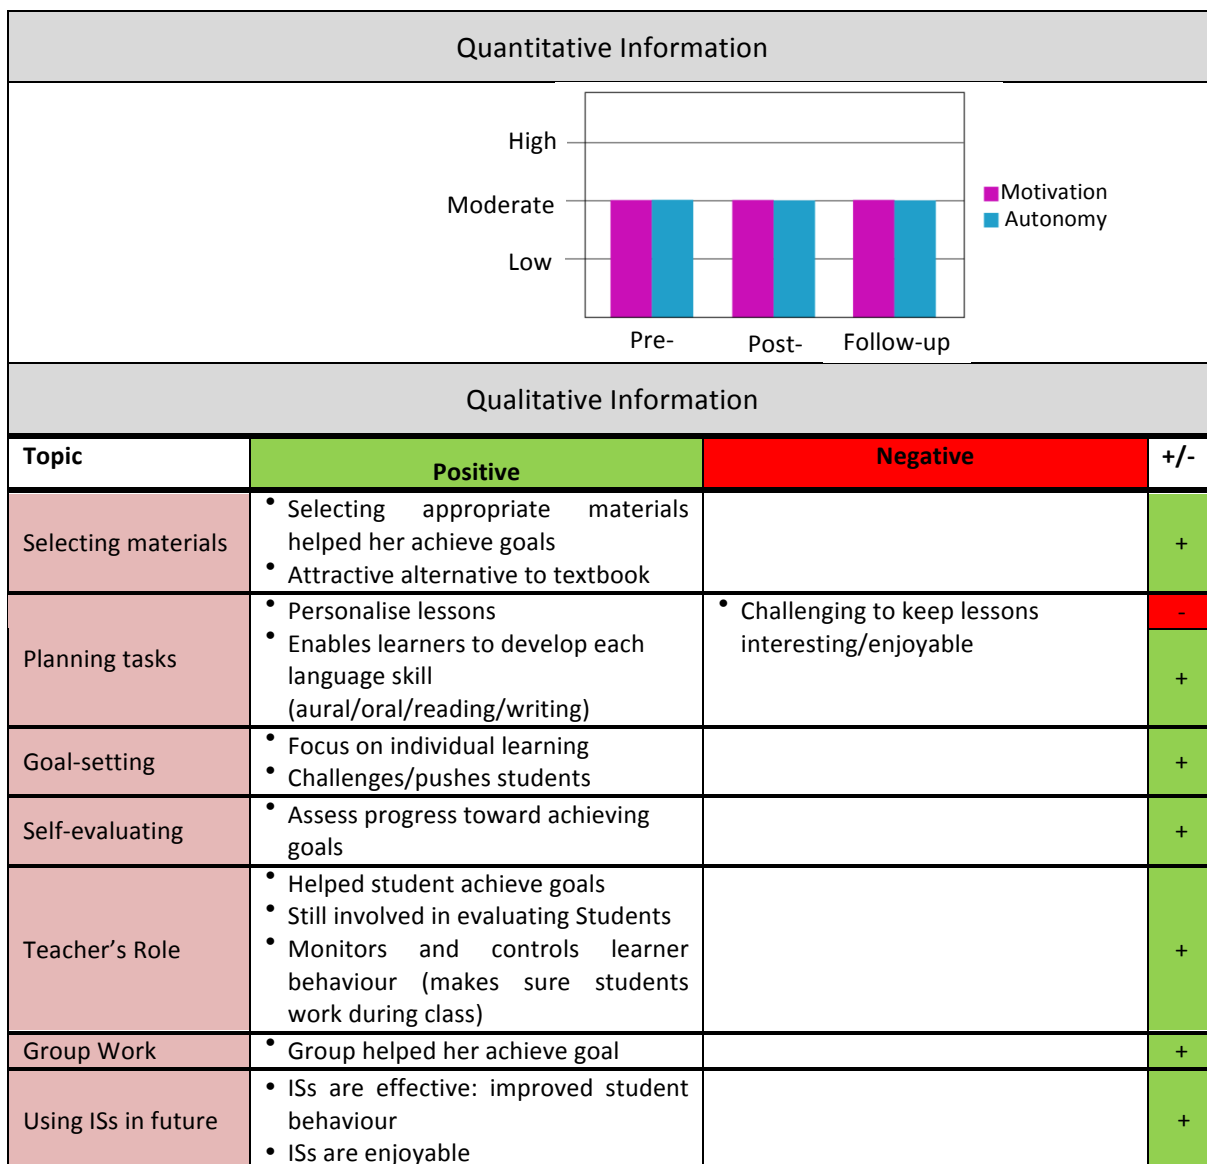 Quantitative Information
High
Moderate
Low
Motivation
Autonomy
Pre-
Post-
Follow-up
Qualitative Information
Topic
Positive
Negative
+/-
Selecting materials
• Selecting appropriate materials
helped her achieve goals
• Attractive alternative to textbook
+
Planning tasks
• Personalise lessons
• Enables learners to develop each
language skill
(aural/oral/reading/writing)
• Challenging to keep lessons
interesting/enjoyable
-
+
Goal-setting
• Focus on individual learning
• Challenges/pushes students
+
Self-evaluating
• Assess progress toward achieving
goals
+
Teacher’s Role
• Helped student achieve goals
• Still involved in evaluating Students
• Monitors and controls learner
behaviour (makes sure students
work during class)
+
Group Work
• Group helped her achieve goal
+
Using ISs in future
• ISs are effective: improved student
behaviour
• ISs are enjoyable
+